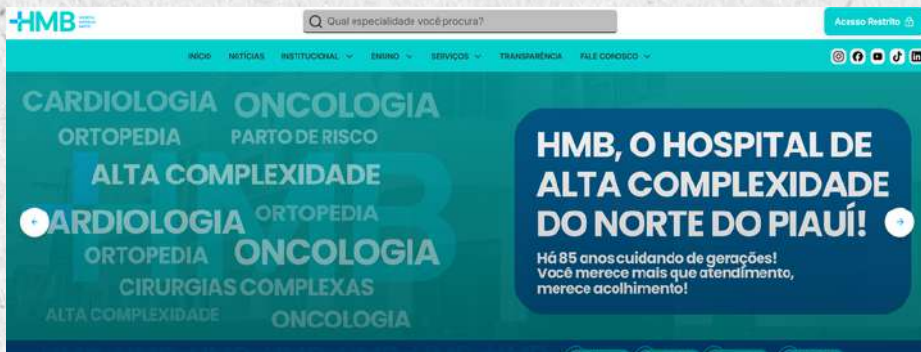 HMB
Qual especialidade você procura?
Acesso Restrito
INÍCIO NOTÍCIAS INSTITUCIONAL ENSINO SERVIÇOS TRANSPARÊNCIA FALE CONOSCO
CARDIOLOGIA ONCOLOGIA
ORTOPEDIA PARTO DE RISCO
ALTA COMPLEXIDADE
ARDIOLOGIA ORTOPEDIA
ORTOPEDIA ONCOLOGIA
CIRURGIAS COMPLEXAS
ALTA COMPLEXIDADE ONCOLOGIA
HMB
HMB, O HOSPITAL DE
ALTA COMPLEXIDADE
DO NORTE DO PIAUÍ!
Há 85 anos cuidando de gerações!
Você merece mais que atendimento,
merece acolhimento!